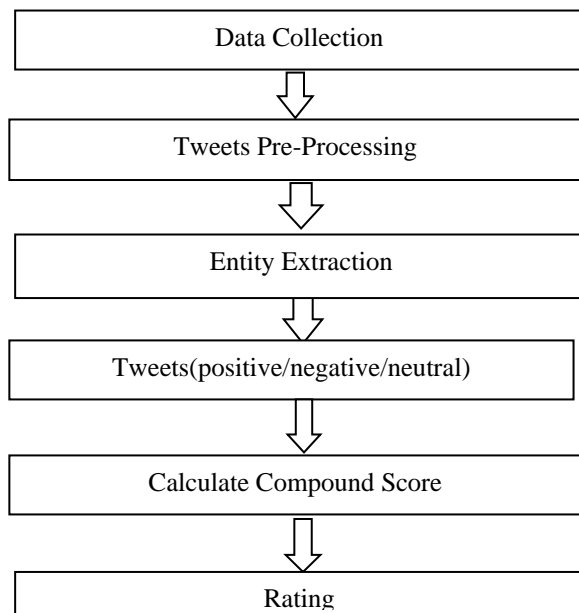 Data Collection
Tweets Pre-Processing
Entity Extraction
Tweets(positive/negative/neutral)
Calculate Compound Score
Rating